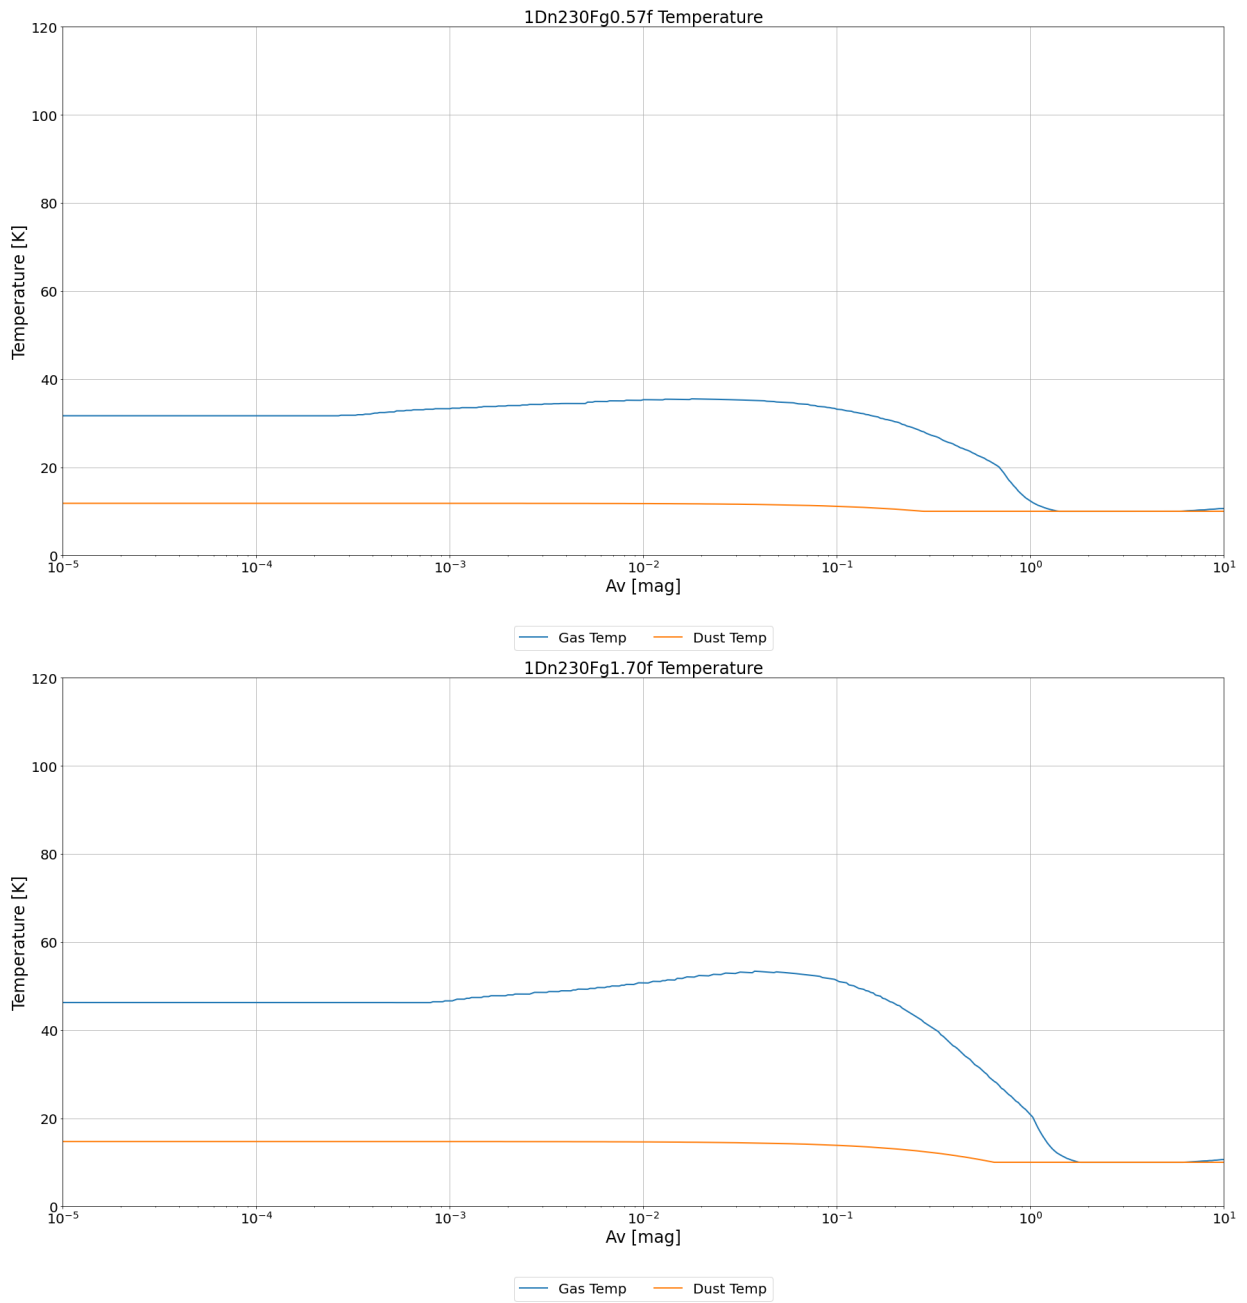 1Dn230Fg0.57f Temperature
120
100
80
60
40
20
0
Temperature [K]
10⁻⁵ 10⁻⁴ 10⁻³ 10⁻² 10⁻¹ 10⁰ 10¹
Av [mag]
Gas Temp Dust Temp
1Dn230Fg1.70f Temperature
120
100
80
60
40
20
0
Temperature [K]
10⁻⁵ 10⁻⁴ 10⁻³ 10⁻² 10⁻¹ 10⁰ 10¹
Av [mag]
Gas Temp Dust Temp